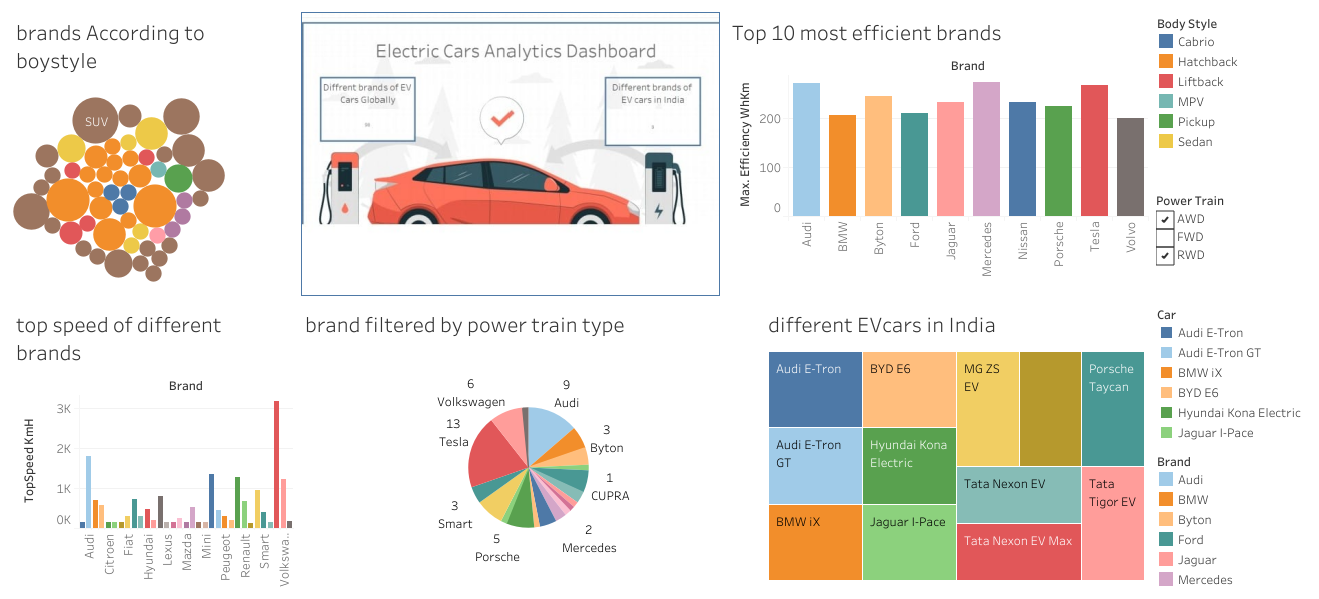 brands According to
boystyle
SUV
Electric Cars Analytics Dashboard
Diffrent brands of EV
Cars Globally
Different brands of
EV cars in India
Top 10 most efficient brands
Brand
Max. Efficiency WhKm
200
100
0
Audi
BMW
Byton
Ford
Jaguar
Mercedes
Nissan
Porsche
Tesla
Volvo
Body Style
Cabrio
Hatchback
Liftback
MPV
Pickup
Sedan
Power Train
AWD
FWD
RWD
top speed of different
brands
Brand
TopSpeed KmH
3K
2K
1K
0K
Audi
Citroen
Fiat
Hyundai
Lexus
Mazda
Mini
Peugeot
Renault
Smart
Volkswa..
brand filtered by power train type
6
Volkswagen
9
Audi
13
Tesla
3
Byton
1
CUPRA
3
Smart
2
Mercedes
5
Porsche
different EVcars in India
Audi E-Tron
BYD E6
MG ZS
EV
Porsche
Taycan
Audi E-Tron
GT
Hyundai Kona
Electric
Tata Nexon EV
Tata
Tigor EV
BMW iX
Jaguar I-Pace
Tata Nexon EV Max
Car
Audi E-Tron
Audi E-Tron GT
BMW iX
BYD E6
Hyundai Kona Electric
Jaguar I-Pace
Brand
Audi
BMW
Byton
Ford
Jaguar
Mercedes